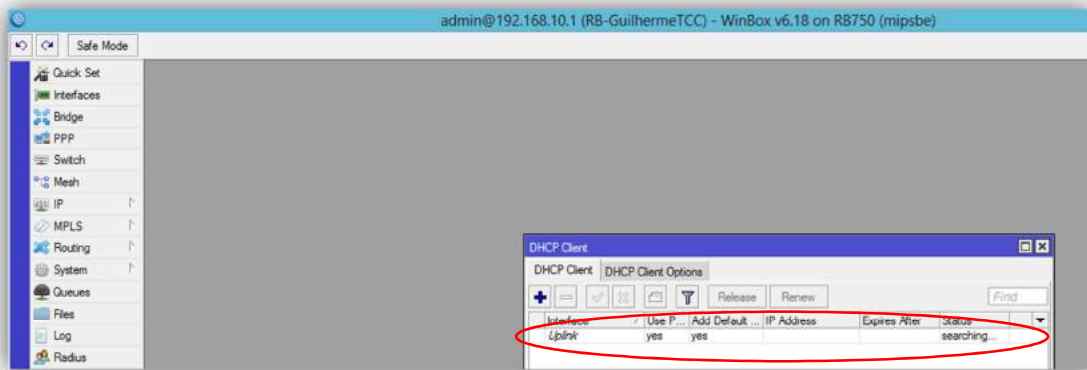 admin@192.168.10.1 (RB-GuilhermeTCC) - WinBox v6.18 on RB750 (mipsbe)
Safe Mode
Quick Set
Interfaces
Bridge
PPP
Switch
Mesh
IP
MPLS
Routing
System
Queues
Files
Log
Radius
DHCP Client
DHCP Client DHCP Client Options
Release Renew Find
Interface Use P... Add Default ... IP Address Expires After Status
Uplink yes yes searching...